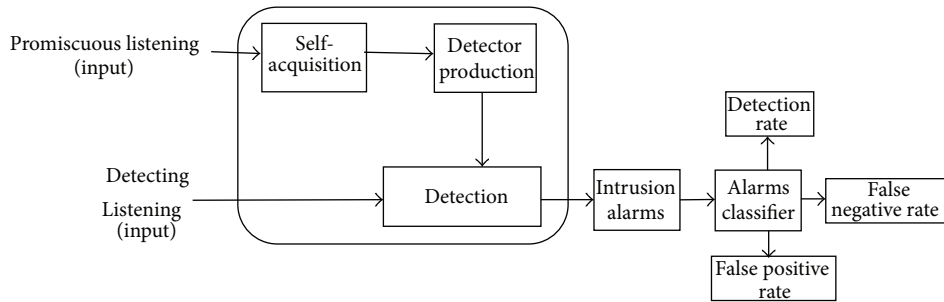 Promiscuous listening
(input)
Self-
acquisition
Detector
production
Detecting
Listening
(input)
Detection
Intrusion
alarms
Alarms
classifier
Detection
rate
False
negative rate
False positive
rate